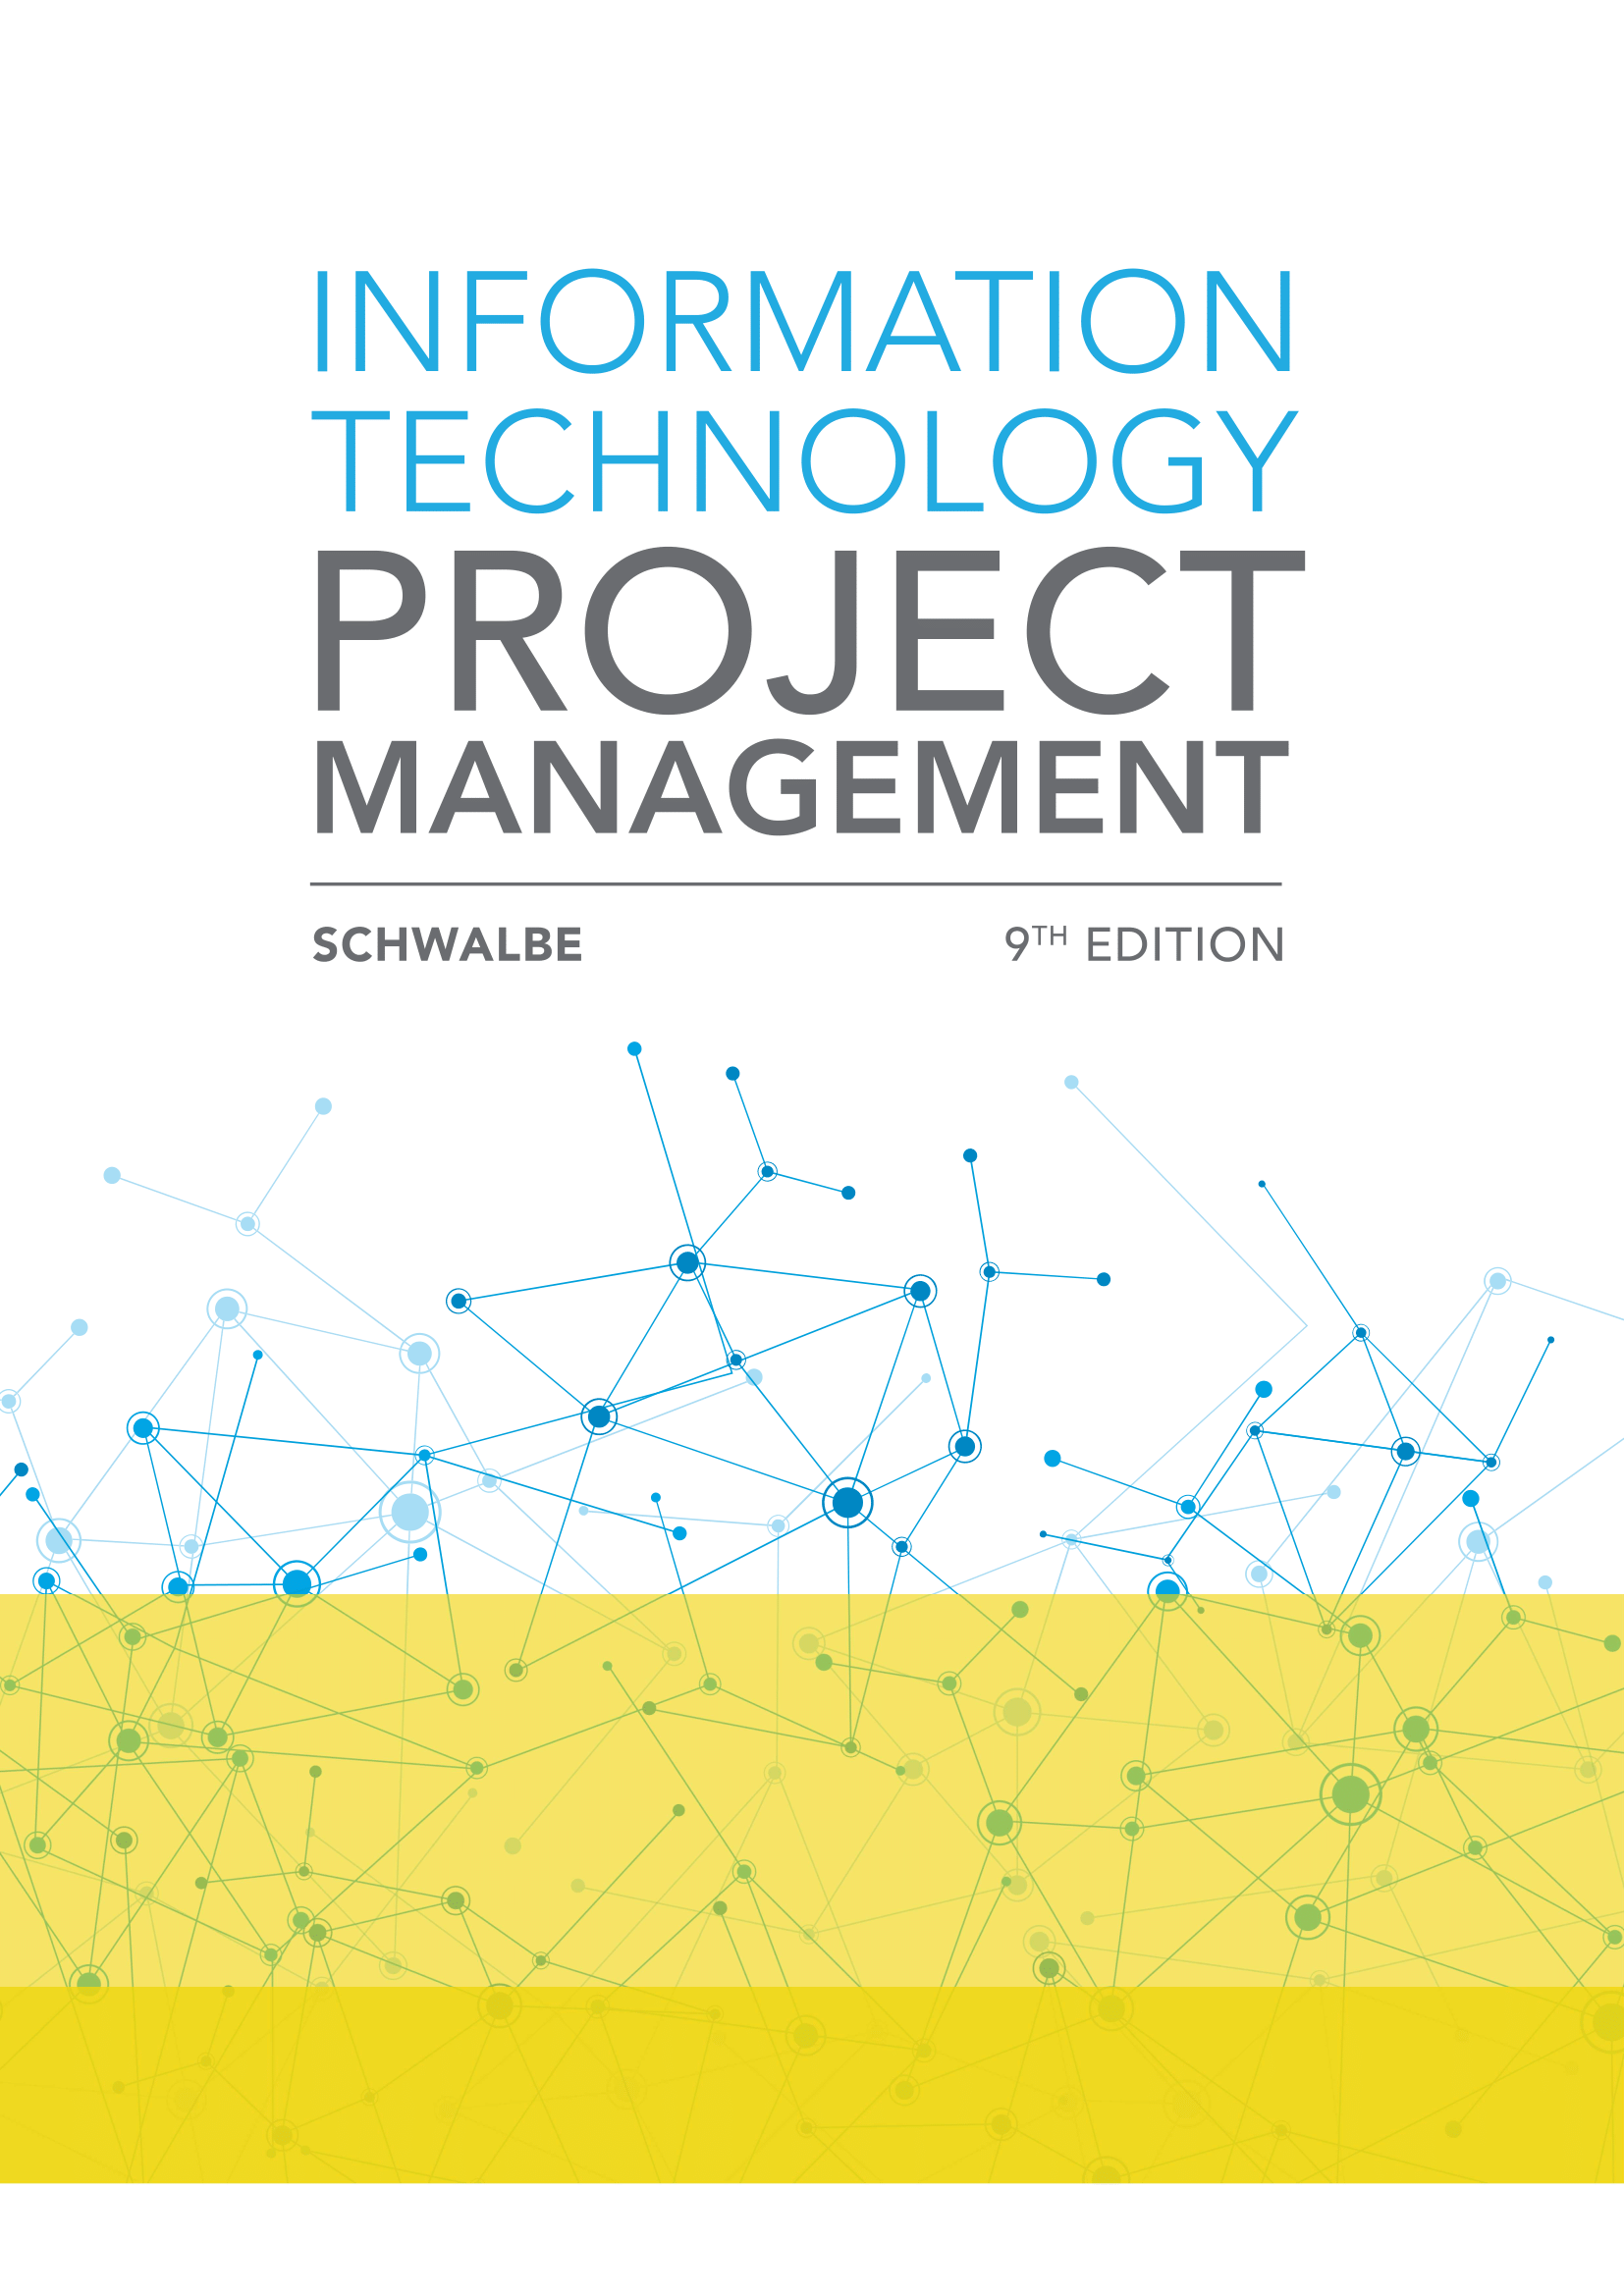 INFORMATION
TECHNOLOGY
PROJECT
MANAGEMENT
SCHWALBE 9TH EDITION